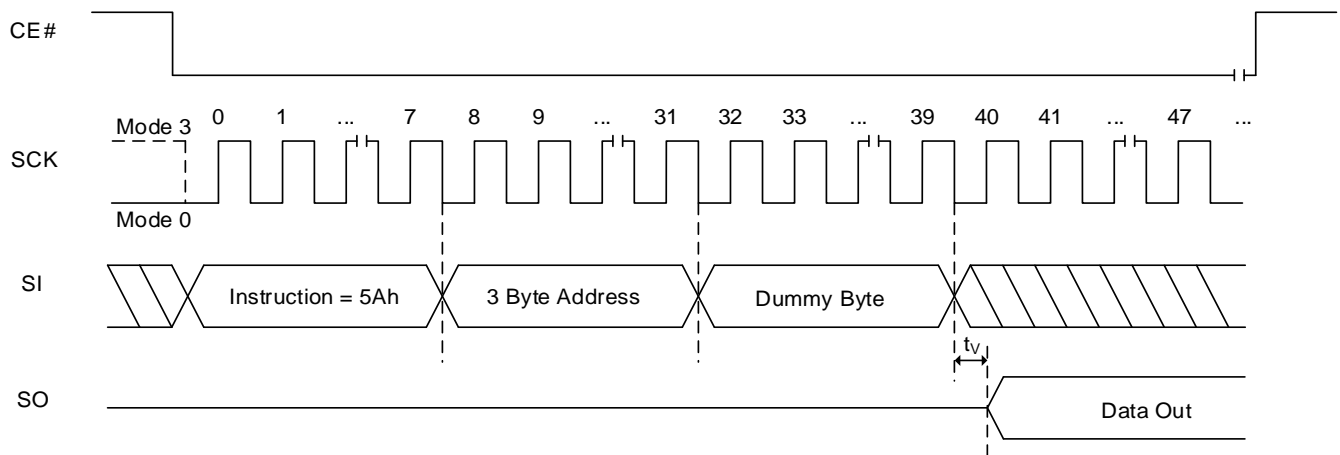 CE#
0 1 ... 7 8 9 ... 31 32 33 ... 39 40 41 ... 47 ...
Mode 3
SCK
Mode 0
SI
Instruction = 5Ah
3 Byte Address
Dummy Byte
tV
SO
Data Out